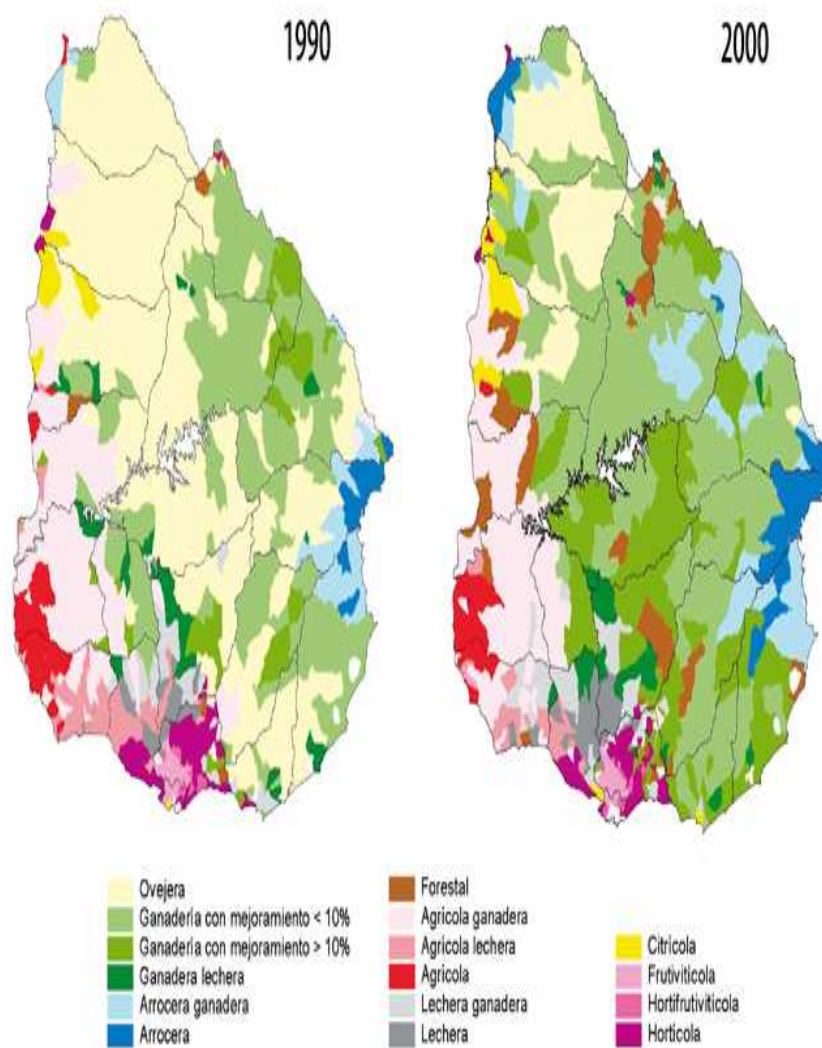 1990
2000
Ovejera
Ganadería con mejoramiento < 10%
Ganadería con mejoramiento > 10%
Ganadera lechera
Arrocera ganadera
Arrocera
Forestal
Agrícola ganadera
Agrícola lechera
Agrícola
Lechera ganadera
Lechera
Citrícola
Frutivitícola
Hortifrutivitícola
Hortícola